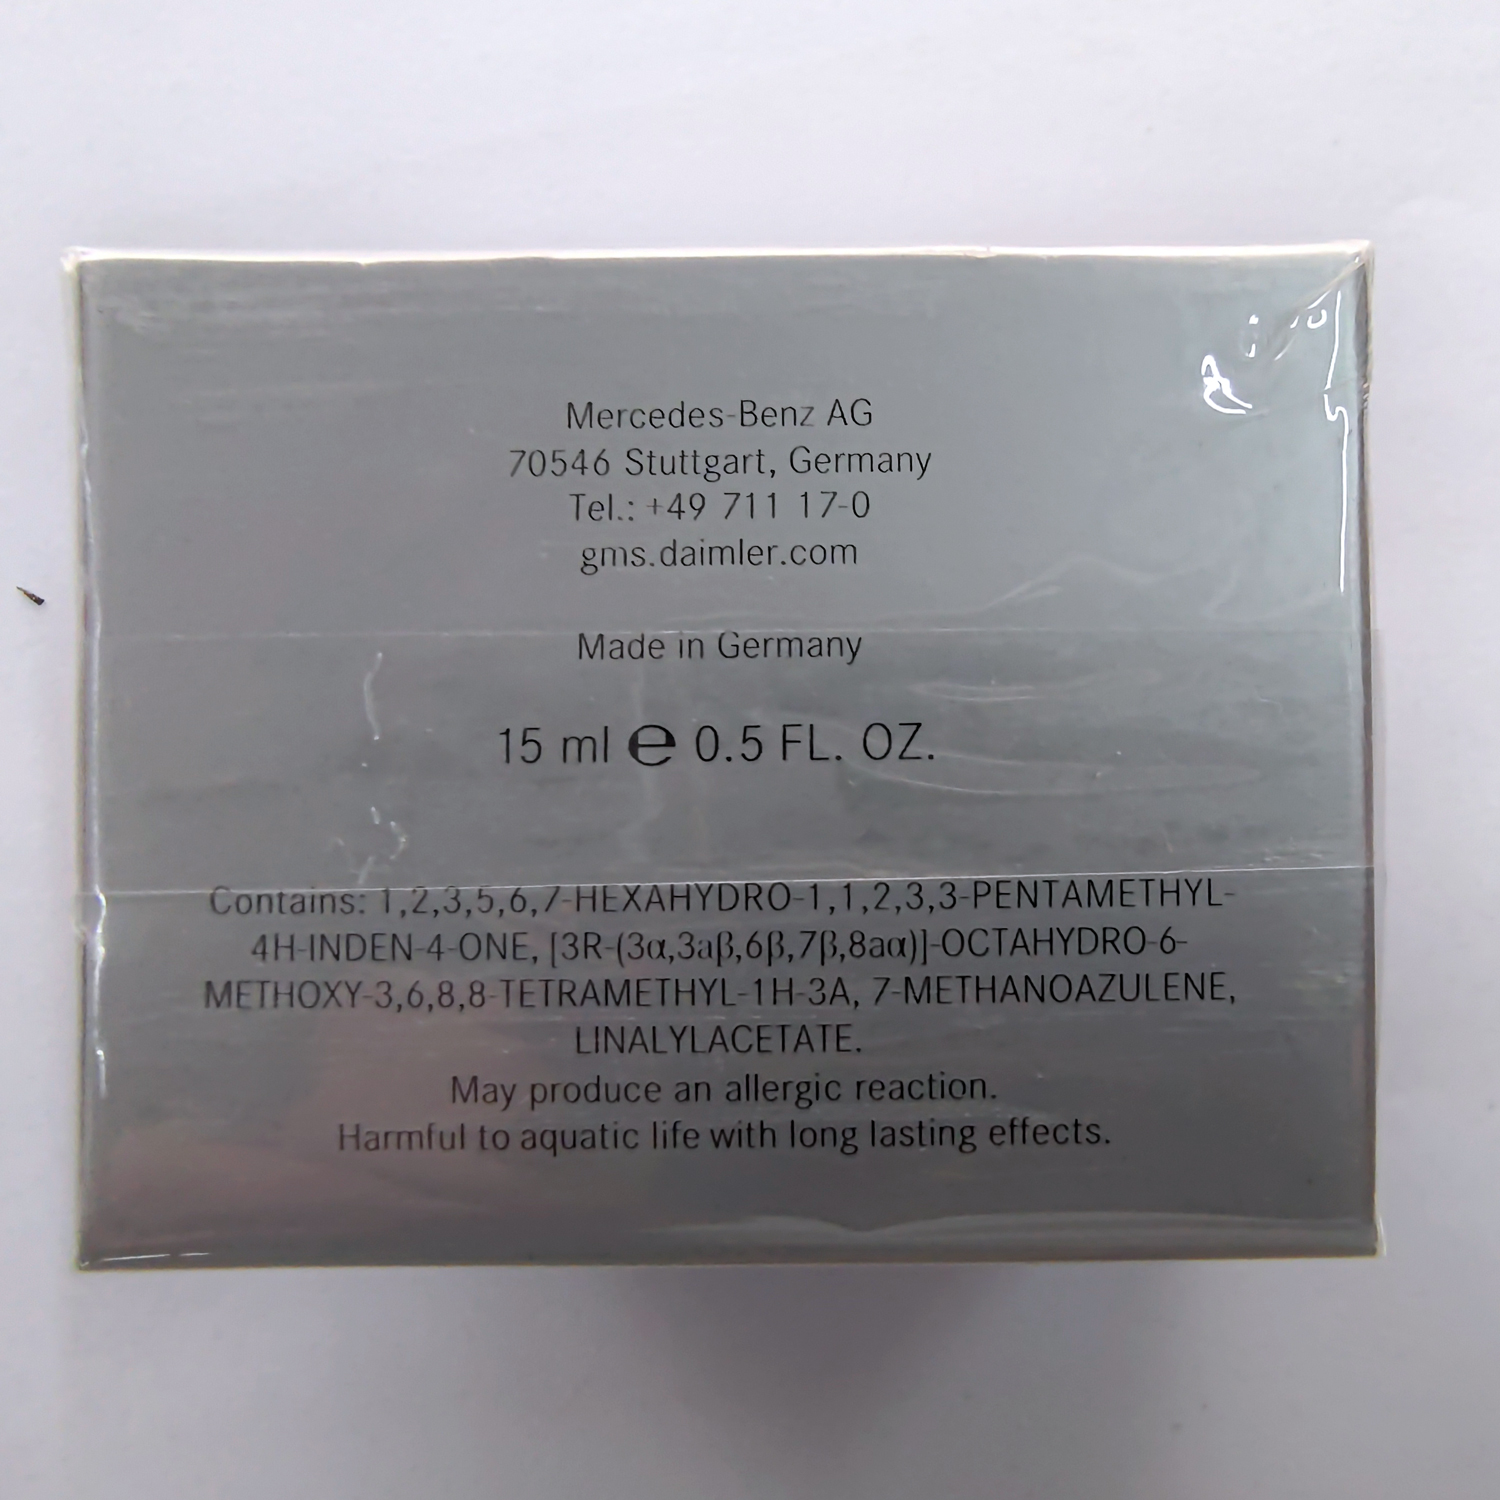 Mercedes-Benz AG
70546 Stuttgart, Germany
Tel.: +49 711 17-0
gms.daimler.com
Made in Germany
15 ml ℮ 0.5 FL. OZ.
Contains: 1,2,3,5,6,7-HEXAHYDRO-1,1,2,3,3-PENTAMETHYL-
4H-INDEN-4-ONE, [3R-(3α,3aβ,6β,7β,8aα)]-OCTAHYDRO-6-
METHOXY-3,6,8,8-TETRAMETHYL-1H-3A, 7-METHANOAZULENE,
LINALYLACETATE.
May produce an allergic reaction.
Harmful to aquatic life with long lasting effects.